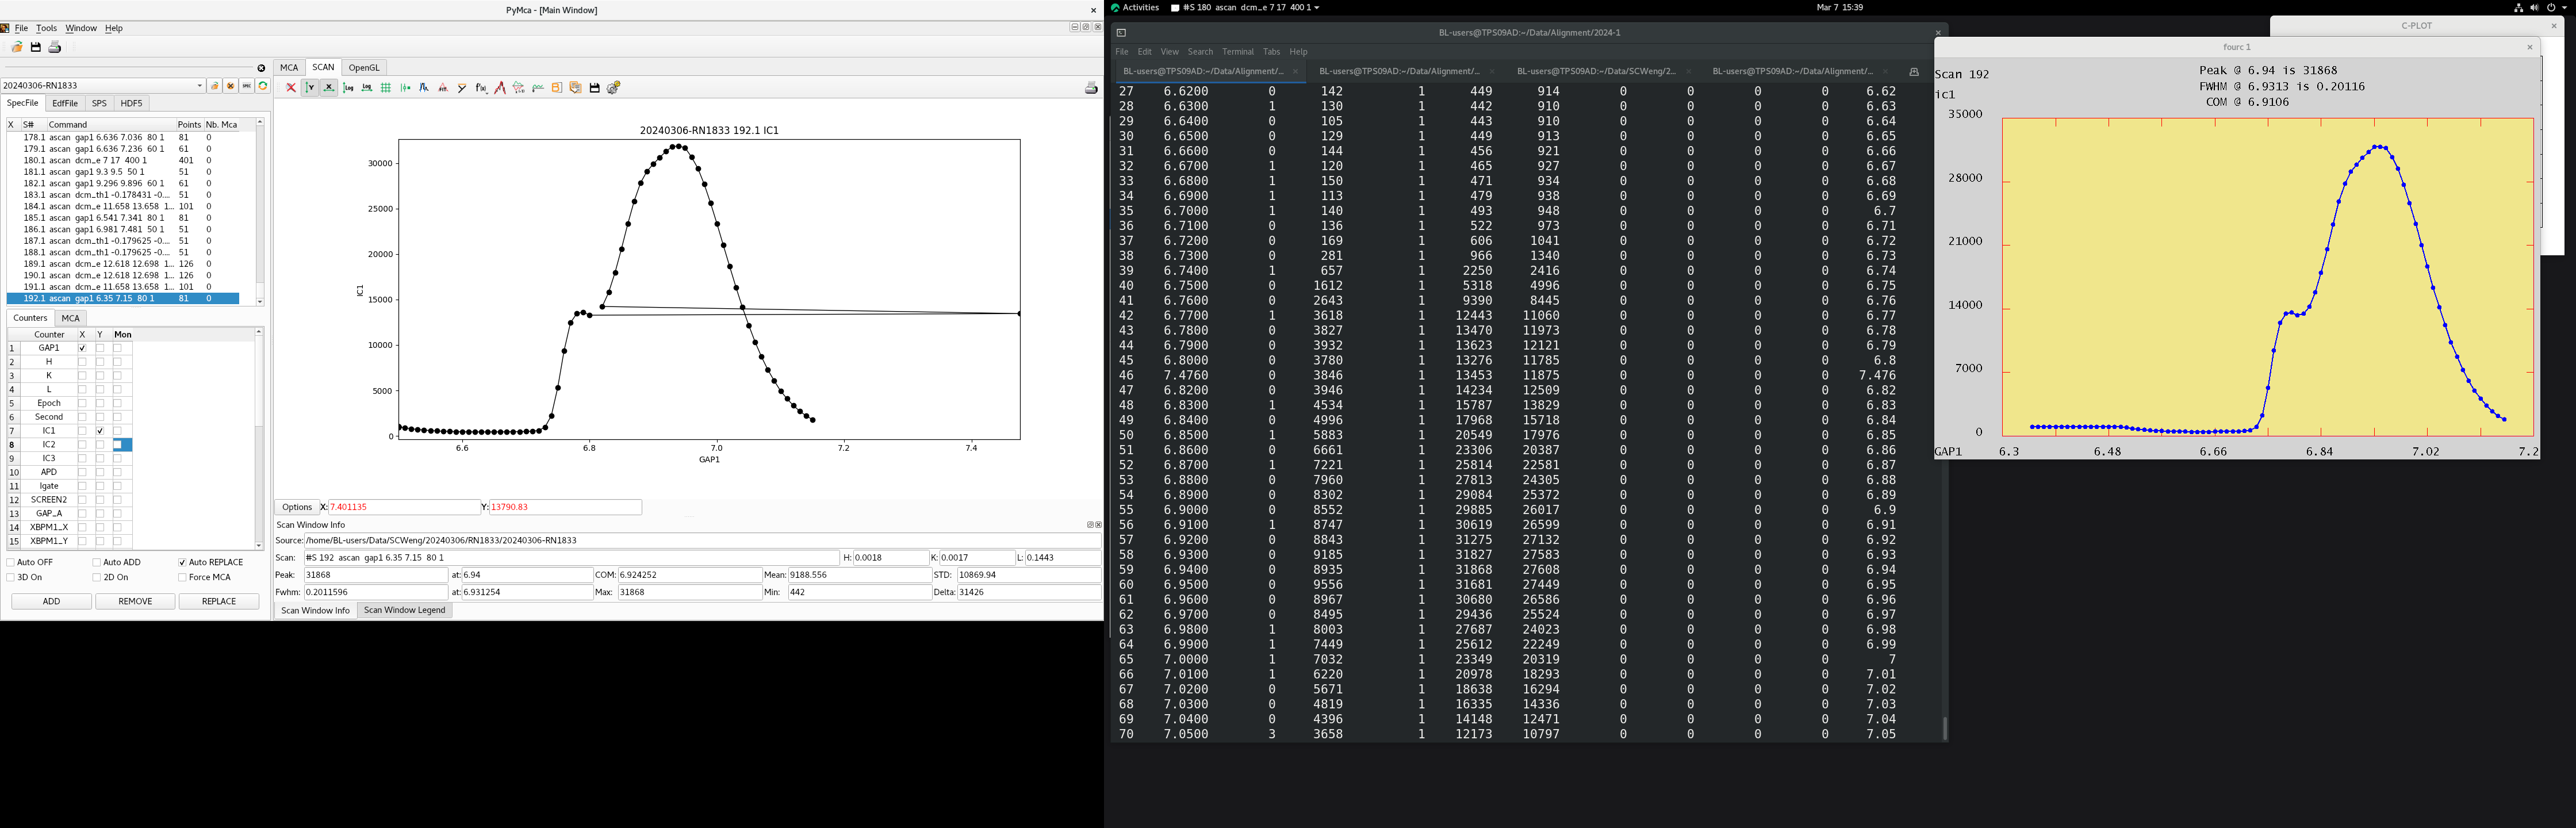 PyMca - [Main Window]
File Tools Window Help
20240306-RN1833
SpecFile EdfFile SPS HDF5
X S# Command Points Nb. Mca
178.1 ascan gap1 6.636 7.036 80 1 81 0
179.1 ascan gap1 6.636 7.236 60 1 61 0
180.1 ascan dcm_e 7 17 400 1 401 0
181.1 ascan gap1 9.3 9.5 50 1 51 0
182.1 ascan gap1 9.296 9.896 60 1 61 0
183.1 ascan dcm_th1 -0.178431 -0.... 51 0
184.1 ascan dcm_e 11.658 13.658 1... 101 0
185.1 ascan gap1 6.541 7.341 80 1 81 0
186.1 ascan gap1 6.981 7.481 50 1 51 0
187.1 ascan dcm_th1 -0.179625 -0.... 51 0
188.1 ascan dcm_th1 -0.179625 -0.... 51 0
189.1 ascan dcm_e 12.618 12.698 1... 126 0
190.1 ascan dcm_e 12.618 12.698 1... 126 0
191.1 ascan dcm_e 11.658 13.658 1... 101 0
192.1 ascan gap1 6.35 7.15 80 1 81 0
Counters MCA
Counter X Y Mon
1 GAP1
2 H
3 K
4 L
5 Epoch
6 Second
7 IC1
8 IC2
9 IC3
10 APD
11 Igate
12 SCREEN2
13 GAP_A
14 XBPM1_X
15 XBPM1_Y
Auto OFF Auto ADD Auto REPLACE
3D On 2D On Force MCA
ADD REMOVE REPLACE
MCA SCAN OpenGL
20240306-RN1833 192.1 IC1
30000
25000
20000
15000
10000
5000
0
IC1
6.6 6.8 7.0 7.2 7.4
GAP1
Options X: 7.401135 Y: 13790.83
Scan Window Info
Source: /home/BL-users/Data/SCWeng/20240306/RN1833/20240306-RN1833
Scan: #S 192 ascan gap1 6.35 7.15 80 1 H: 0.0018 K: 0.0017 L: 0.1443
Peak: 31868 at: 6.94 COM: 6.924252 Mean: 9188.556 STD: 10869.94
Fwhm: 0.2011596 at: 6.931254 Max: 31868 Min: 442 Delta: 31426
Scan Window Info Scan Window Legend
Activities #S 180 ascan dcm_e 7 17 400 1 Mar 7 15:39
BL-users@TPS09AD:~/Data/Alignment/2024-1
File Edit View Search Terminal Tabs Help
BL-users@TPS09AD:~/Data/Alignment/... BL-users@TPS09AD:~/Data/Alignment/... BL-users@TPS09AD:~/Data/SCWeng/2... BL-users@TPS09AD:~/Data/Alignment/...
27 6.6200 0 142 1 449 914 0 0 0 0 6.62
28 6.6300 1 130 1 442 910 0 0 0 0 6.63
29 6.6400 0 105 1 443 910 0 0 0 0 6.64
30 6.6500 0 129 1 449 913 0 0 0 0 6.65
31 6.6600 0 144 1 456 921 0 0 0 0 6.66
32 6.6700 1 120 1 465 927 0 0 0 0 6.67
33 6.6800 1 150 1 471 934 0 0 0 0 6.68
34 6.6900 1 113 1 479 938 0 0 0 0 6.69
35 6.7000 1 140 1 493 948 0 0 0 0 6.7
36 6.7100 0 136 1 522 973 0 0 0 0 6.71
37 6.7200 0 169 1 606 1041 0 0 0 0 6.72
38 6.7300 0 281 1 966 1340 0 0 0 0 6.73
39 6.7400 1 657 1 2250 2416 0 0 0 0 6.74
40 6.7500 0 1612 1 5318 4996 0 0 0 0 6.75
41 6.7600 0 2643 1 9390 8445 0 0 0 0 6.76
42 6.7700 1 3618 1 12443 11060 0 0 0 0 6.77
43 6.7800 0 3827 1 13470 11973 0 0 0 0 6.78
44 6.7900 0 3932 1 13623 12121 0 0 0 0 6.79
45 6.8000 0 3780 1 13276 11785 0 0 0 0 6.8
46 7.4760 0 3846 1 13453 11875 0 0 0 0 7.476
47 6.8200 0 3946 1 14234 12509 0 0 0 0 6.82
48 6.8300 1 4534 1 15787 13829 0 0 0 0 6.83
49 6.8400 0 4996 1 17968 15718 0 0 0 0 6.84
50 6.8500 1 5883 1 20549 17976 0 0 0 0 6.85
51 6.8600 0 6661 1 23306 20387 0 0 0 0 6.86
52 6.8700 1 7221 1 25814 22581 0 0 0 0 6.87
53 6.8800 0 7960 1 27813 24305 0 0 0 0 6.88
54 6.8900 0 8302 1 29084 25372 0 0 0 0 6.89
55 6.9000 0 8552 1 29885 26017 0 0 0 0 6.9
56 6.9100 1 8747 1 30619 26599 0 0 0 0 6.91
57 6.9200 0 8843 1 31275 27132 0 0 0 0 6.92
58 6.9300 0 9185 1 31827 27583 0 0 0 0 6.93
59 6.9400 0 8935 1 31868 27608 0 0 0 0 6.94
60 6.9500 0 9556 1 31681 27449 0 0 0 0 6.95
61 6.9600 0 8967 1 30680 26586 0 0 0 0 6.96
62 6.9700 0 8495 1 29436 25524 0 0 0 0 6.97
63 6.9800 1 8003 1 27687 24023 0 0 0 0 6.98
64 6.9900 1 7449 1 25612 22249 0 0 0 0 6.99
65 7.0000 1 7032 1 23349 20319 0 0 0 0 7
66 7.0100 1 6220 1 20978 18293 0 0 0 0 7.01
67 7.0200 0 5671 1 18638 16294 0 0 0 0 7.02
68 7.0300 0 4819 1 16335 14336 0 0 0 0 7.03
69 7.0400 0 4396 1 14148 12471 0 0 0 0 7.04
70 7.0500 3 3658 1 12173 10797 0 0 0 0 7.05
C-PLOT
fourc 1
Scan 192
ic1
Peak @ 6.94 is 31868
FWHM @ 6.9313 is 0.20116
COM @ 6.9106
35000
28000
21000
14000
7000
0
GAP1 6.3 6.48 6.66 6.84 7.02 7.2